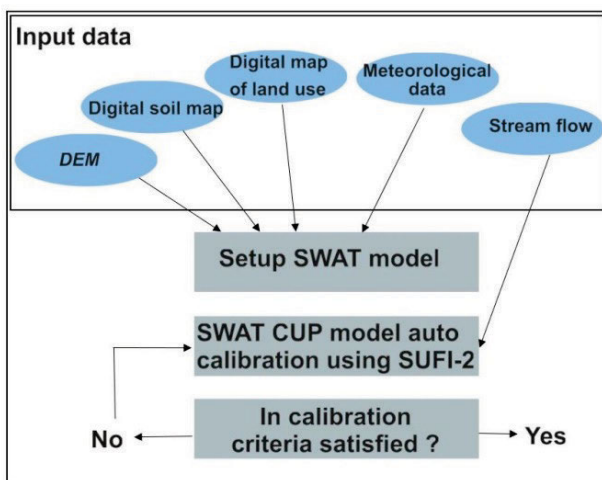 Input data
Digital map
of land use
Meteorological
data
Digital soil map
Stream flow
DEM
Setup SWAT model
SWAT CUP model auto
calibration using SUFI-2
In calibration
criteria satisfied ?
No
Yes